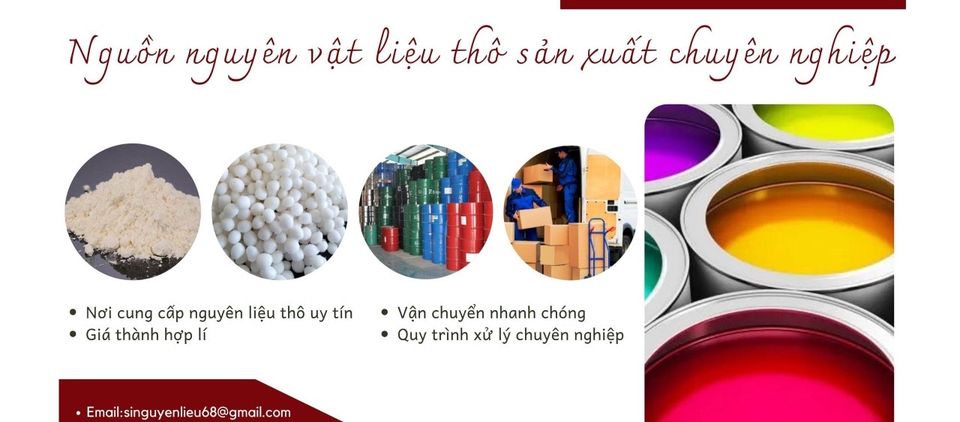 Nguồn nguyên vật liệu thô sản xuất chuyên nghiệp
• Nơi cung cấp nguyên liệu thô uy tín
• Giá thành hợp lí
• Vận chuyển nhanh chóng
• Quy trình xử lý chuyên nghiệp
• Email:singuyenlieu68@gmail.com